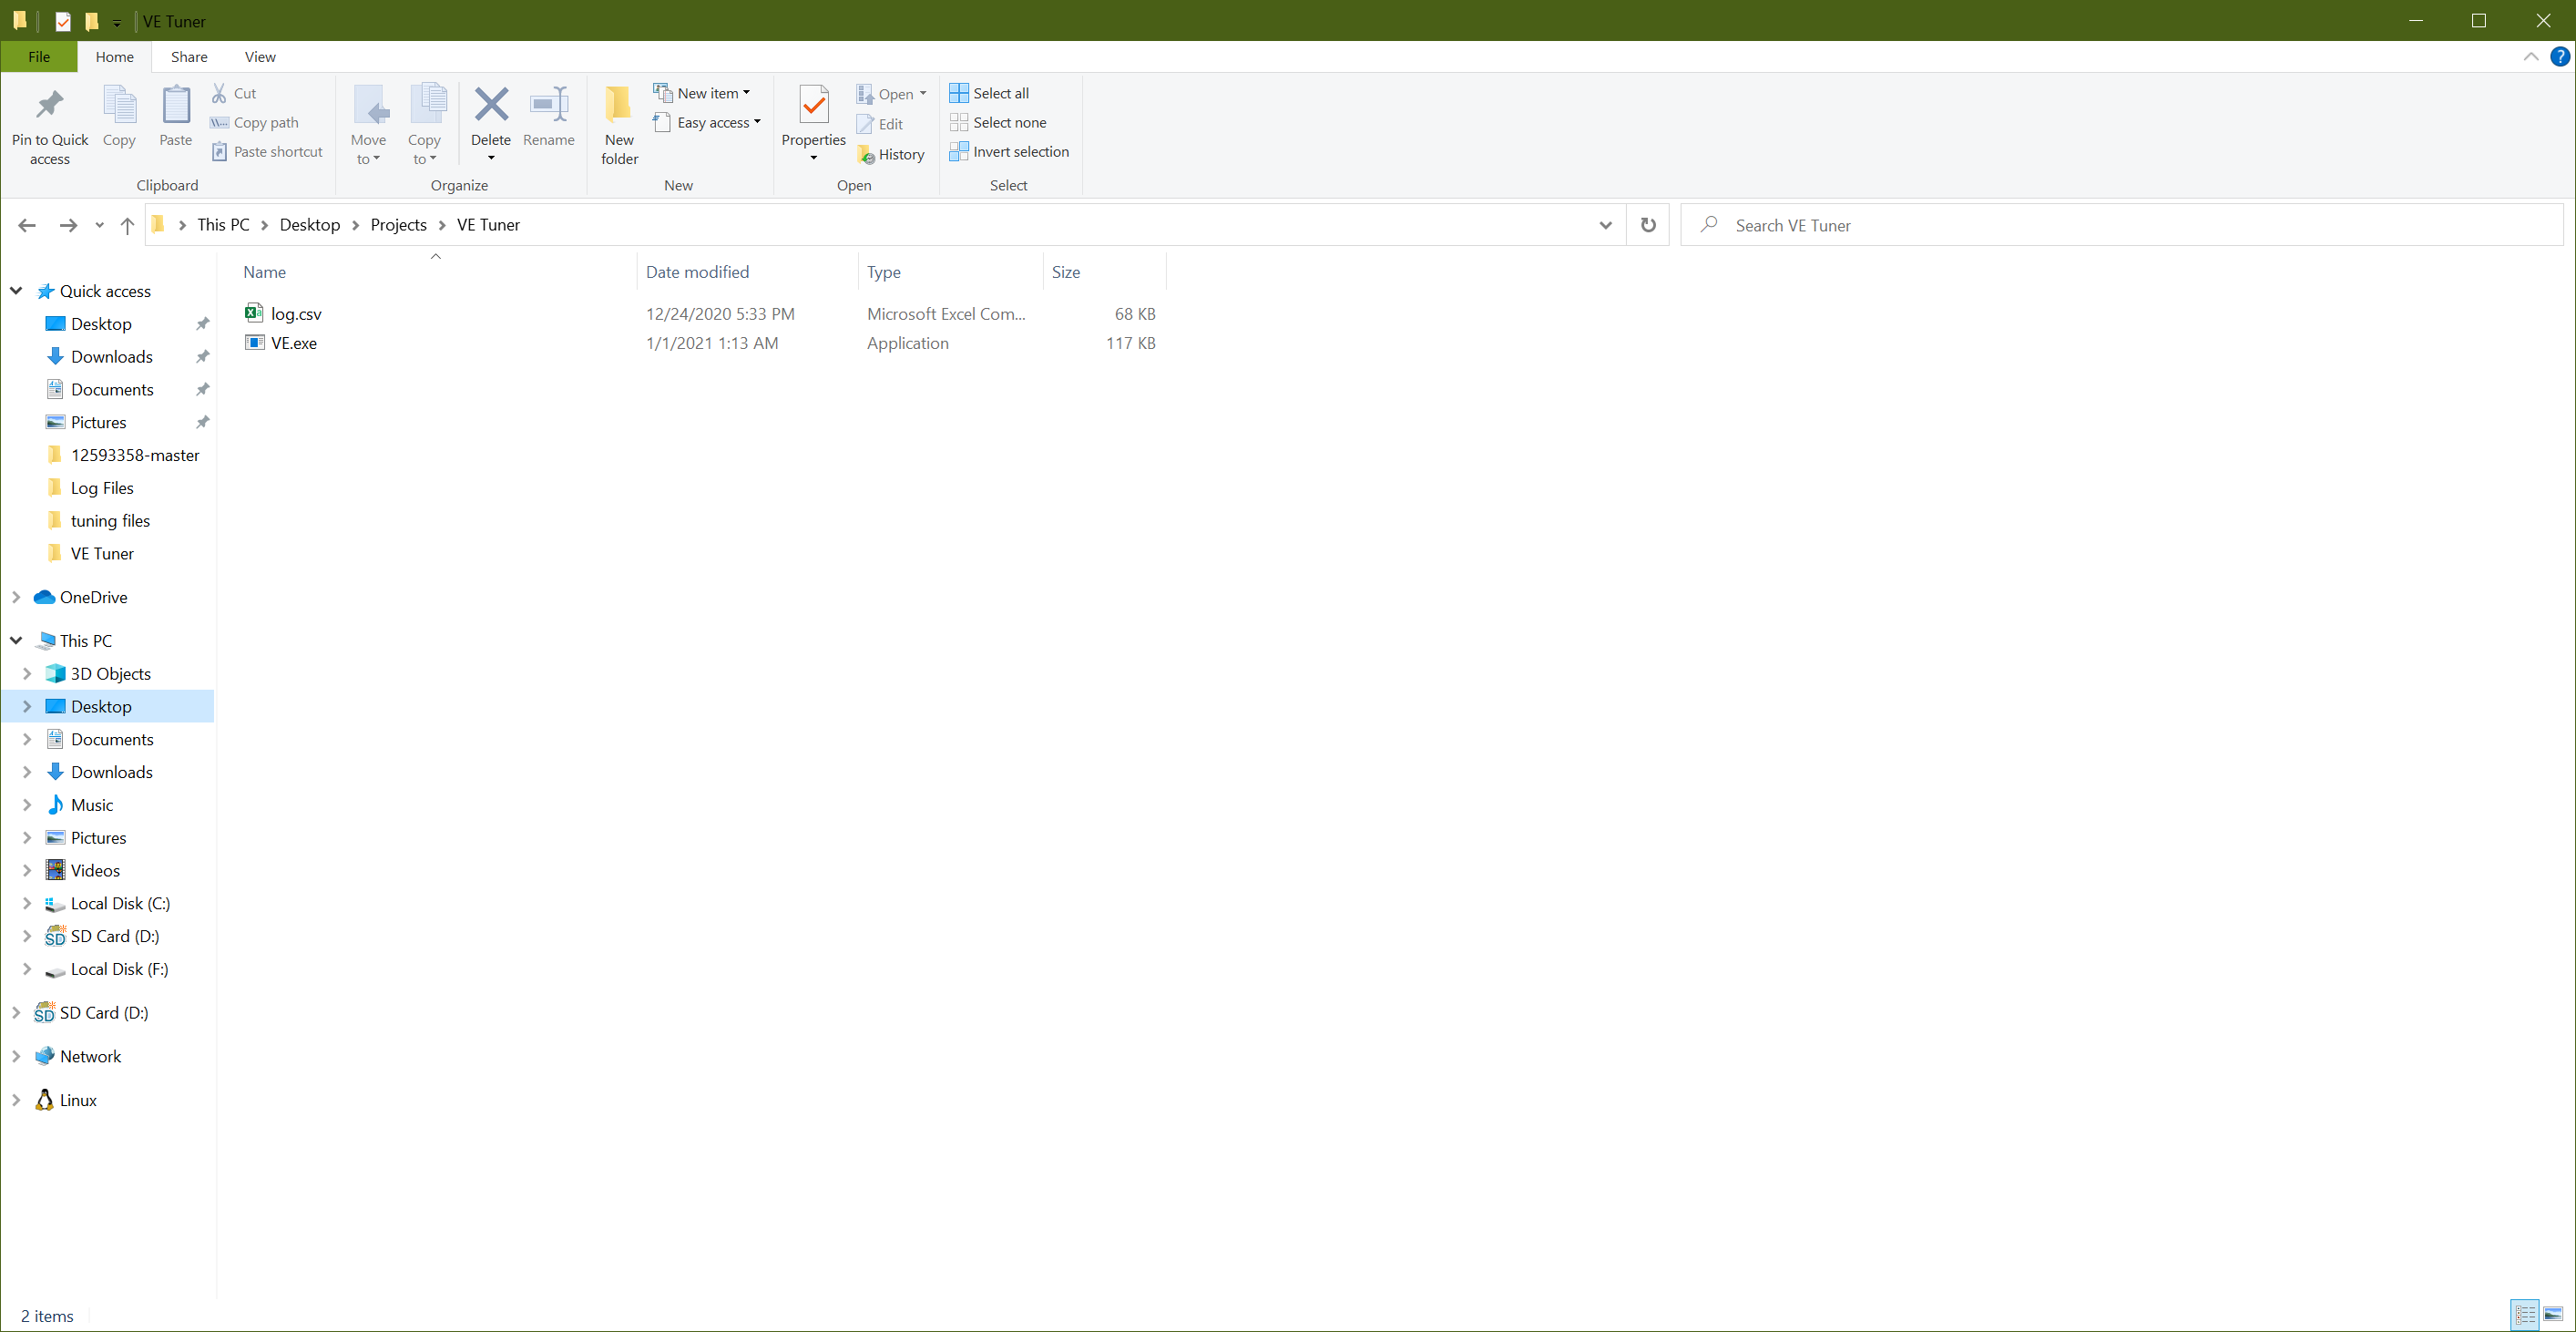 VE Tuner
File Home Share View
Pin to Quick access
Copy
Paste
Cut
Copy path
Paste shortcut
Clipboard
Move to
Copy to
Delete
Rename
Organize
New folder
New item
Easy access
New
Properties
Open
Edit
History
Open
Select all
Select none
Invert selection
Select
This PC > Desktop > Projects > VE Tuner
Search VE Tuner
Name Date modified Type Size
log.csv 12/24/2020 5:33 PM Microsoft Excel Com... 68 KB
VE.exe 1/1/2021 1:13 AM Application 117 KB
Quick access
Desktop
Downloads
Documents
Pictures
12593358-master
Log Files
tuning files
VE Tuner
OneDrive
This PC
3D Objects
Desktop
Documents
Downloads
Music
Pictures
Videos
Local Disk (C:)
SD Card (D:)
Local Disk (F:)
SD Card (D:)
Network
Linux
2 items